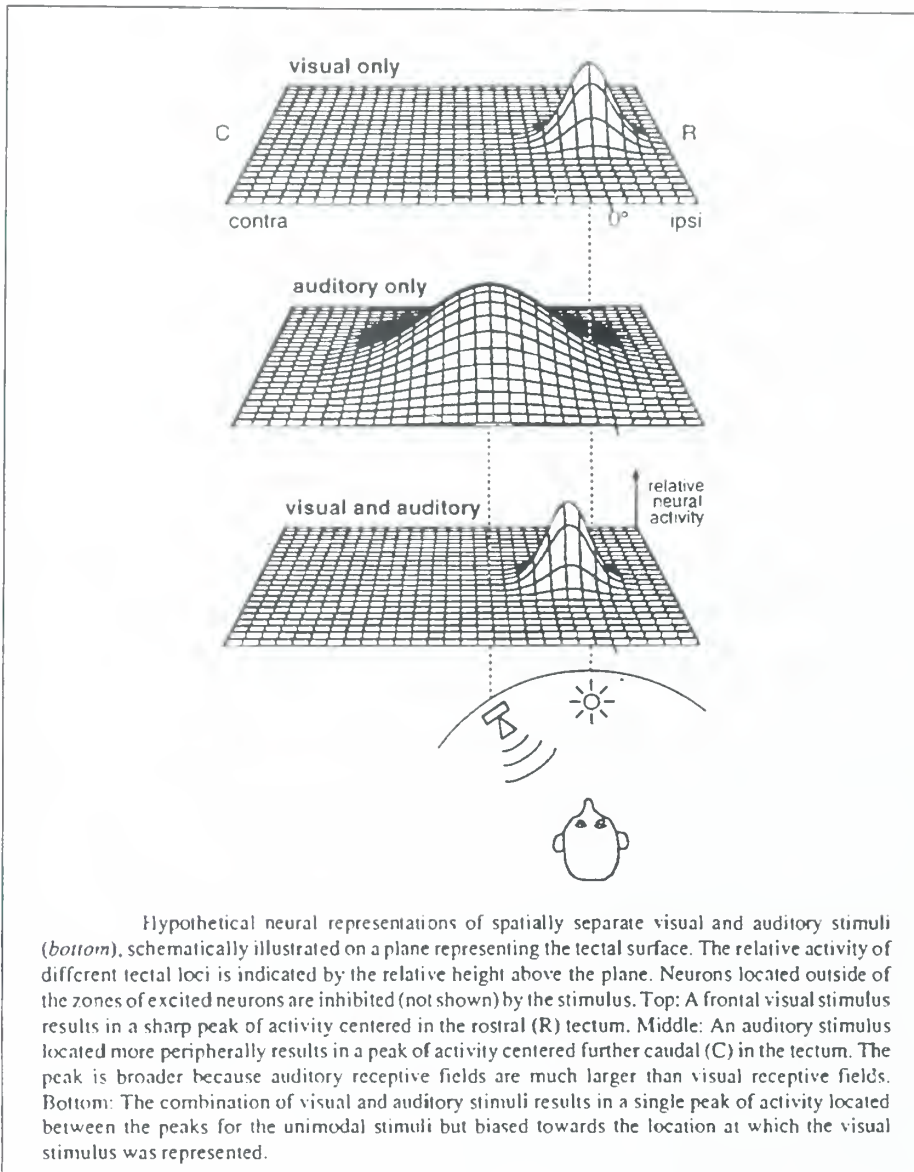 visual only
C
R
contra
0°
ipsi
auditory only
relative
neural
activity
visual and auditory
Hypothetical neural representations of spatially separate visual and auditory stimuli
(bottom), schematically illustrated on a plane representing the tectal surface. The relative activity of
different tectal loci is indicated by the relative height above the plane. Neurons located outside of
the zones of excited neurons are inhibited (not shown) by the stimulus. Top: A frontal visual stimulus
results in a sharp peak of activity centered in the rostral (R) tectum. Middle: An auditory stimulus
located more peripherally results in a peak of activity centered further caudal (C) in the tectum. The
peak is broader because auditory receptive fields are much larger than visual receptive fields.
Bottom: The combination of visual and auditory stimuli results in a single peak of activity located
between the peaks for the unimodal stimuli but biased towards the location at which the visual
stimulus was represented.